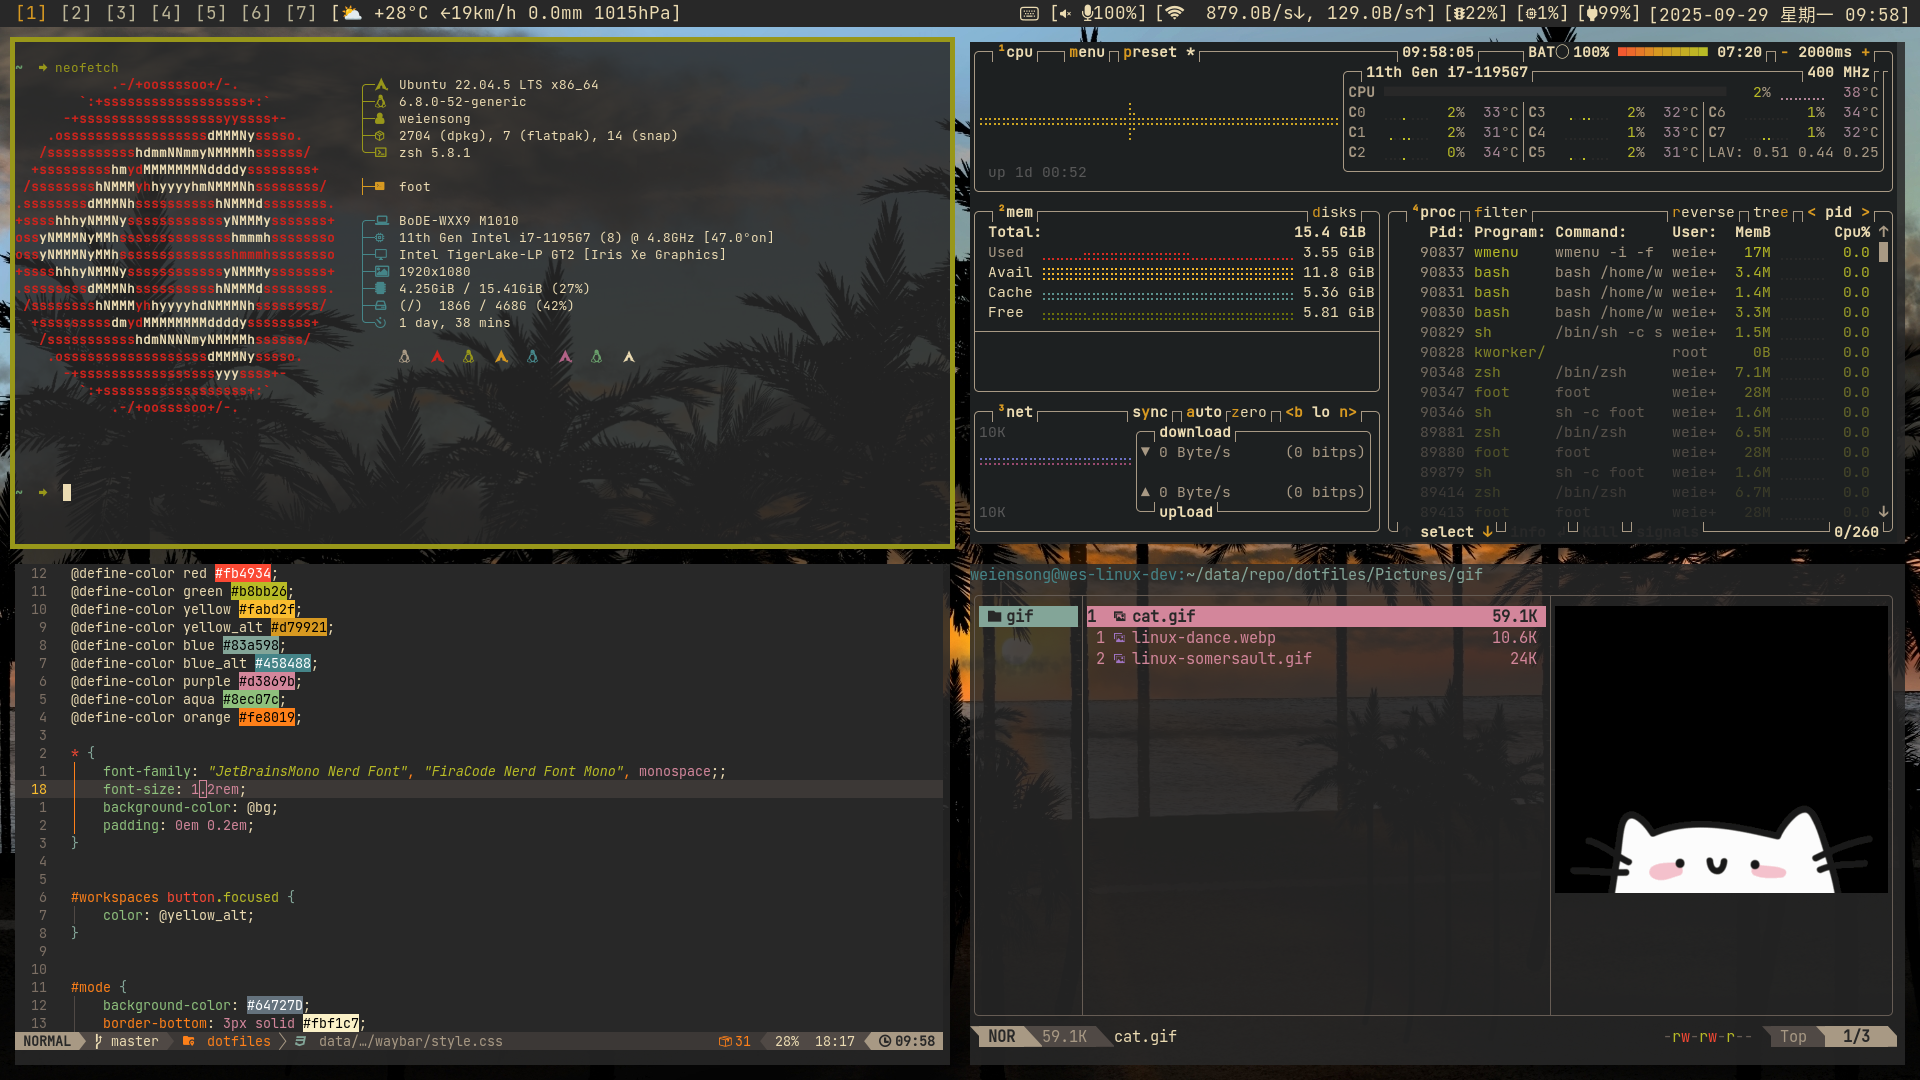 [1] [2] [3] [4] [5] [6] [7] [ +28°C ←19km/h 0.0mm 1015hPa]
[ 100%] [ 879.0B/s↓, 129.0B/s↑] [ 22%] [ 1%] [ 99%] [2025-09-29 星期一 09:58]
~ → neofetch
.-/+oossssoo+/-.
`:+ssssssssssssssssss+:`
-+ssssssssssssssssssyyssss+-
.ossssssssssssssssssdMMMNysssso.
/ssssssssssshdmmNNmmyNMMMMhssssss/
+ssssssssshmydMMMMMMMNddddyssssssss+
/sssssssshNMMMyhhyyyyhmNMMMNhssssssss/
.ssssssssdMMMNhsssssssssshNMMMdssssssss.
+sssshhhyNMMNyssssssssssssyNMMMysssssss+
ossyNMMMNyMMhsssssssssssssshmmmhssssssso
ossyNMMMNyMMhsssssssssssssshmmmhssssssso
+sssshhhyNMMNyssssssssssssyNMMMysssssss+
.ssssssssdMMMNhsssssssssshNMMMdssssssss.
/sssssssshNMMMyhhyyyyhdNMMMNhssssssss/
+sssssssssdmydMMMMMMMMddddyssssssss+
/ssssssssssshdmNNNNmyNMMMMhssssss/
.ossssssssssssssssssdMMMNysssso.
-+sssssssssssssssssyyyssss+-
`:+ssssssssssssssssss+:`
.-/+oossssoo+/-.
Ubuntu 22.04.5 LTS x86_64
6.8.0-52-generic
weiensong
2704 (dpkg), 7 (flatpak), 14 (snap)
zsh 5.8.1
foot
BoDE-WXX9 M1010
11th Gen Intel i7-1195G7 (8) @ 4.8GHz [47.0°on]
Intel TigerLake-LP GT2 [Iris Xe Graphics]
1920x1080
4.25GiB / 15.41GiB (27%)
(/) 186G / 468G (42%)
1 day, 38 mins
~ →
¹cpu menu preset * 09:58:05 BAT 100% 07:20 - 2000ms +
11th Gen i7-1195G7 400 MHz
CPU 2% 38°C
C0 2% 33°C C3 2% 32°C C6 1% 34°C
C1 2% 31°C C4 1% 33°C C7 1% 32°C
C2 0% 34°C C5 2% 31°C LAV: 0.51 0.44 0.25
up 1d 00:52
²mem disks
Total: 15.4 GiB
Used 3.55 GiB
Avail 11.8 GiB
Cache 5.36 GiB
Free 5.81 GiB
³net sync auto zero <b lo n>
10K
download
▼ 0 Byte/s (0 bitps)
▲ 0 Byte/s (0 bitps)
10K
upload
⁴proc filter reverse tree < pid >
Pid: Program: Command: User: MemB Cpu% ↑
90837 wmenu wmenu -i -f weie+ 17M 0.0
90833 bash bash /home/w weie+ 3.4M 0.0
90831 bash bash /home/w weie+ 1.4M 0.0
90830 bash bash /home/w weie+ 3.3M 0.0
90829 sh /bin/sh -c s weie+ 1.5M 0.0
90828 kworker/ root 0B 0.0
90348 zsh /bin/zsh weie+ 7.1M 0.0
90347 foot foot weie+ 28M 0.0
90346 sh sh -c foot weie+ 1.6M 0.0
89881 zsh /bin/zsh weie+ 6.5M 0.0
89880 foot foot weie+ 28M 0.0
89879 sh sh -c foot weie+ 1.6M 0.0
89414 zsh /bin/zsh weie+ 6.7M 0.0
89413 foot foot weie+ 28M 0.0 ↓
↑ select ↓ info Kill signals 0/260
12 @define-color red #fb4934;
11 @define-color green #b8bb26;
10 @define-color yellow #fabd2f;
9 @define-color yellow_alt #d79921;
8 @define-color blue #83a598;
7 @define-color blue_alt #458488;
6 @define-color purple #d3869b;
5 @define-color aqua #8ec07c;
4 @define-color orange #fe8019;
3
2 * {
1 font-family: "JetBrainsMono Nerd Font", "FiraCode Nerd Font Mono", monospace;;
18 font-size: 1.2rem;
1 background-color: @bg;
2 padding: 0em 0.2em;
3 }
4
5
6 #workspaces button.focused {
7 color: @yellow_alt;
8 }
9
10
11 #mode {
12 background-color: #64727D;
13 border-bottom: 3px solid #fbf1c7;
NORMAL master dotfiles data/…/waybar/style.css 31 28% 18:17 09:58
weiensong@wes-linux-dev:~/data/repo/dotfiles/Pictures/gif
gif
1 cat.gif 59.1K
1 linux-dance.webp 10.6K
2 linux-somersault.gif 24K
NOR 59.1K cat.gif -rw-rw-r-- Top 1/3